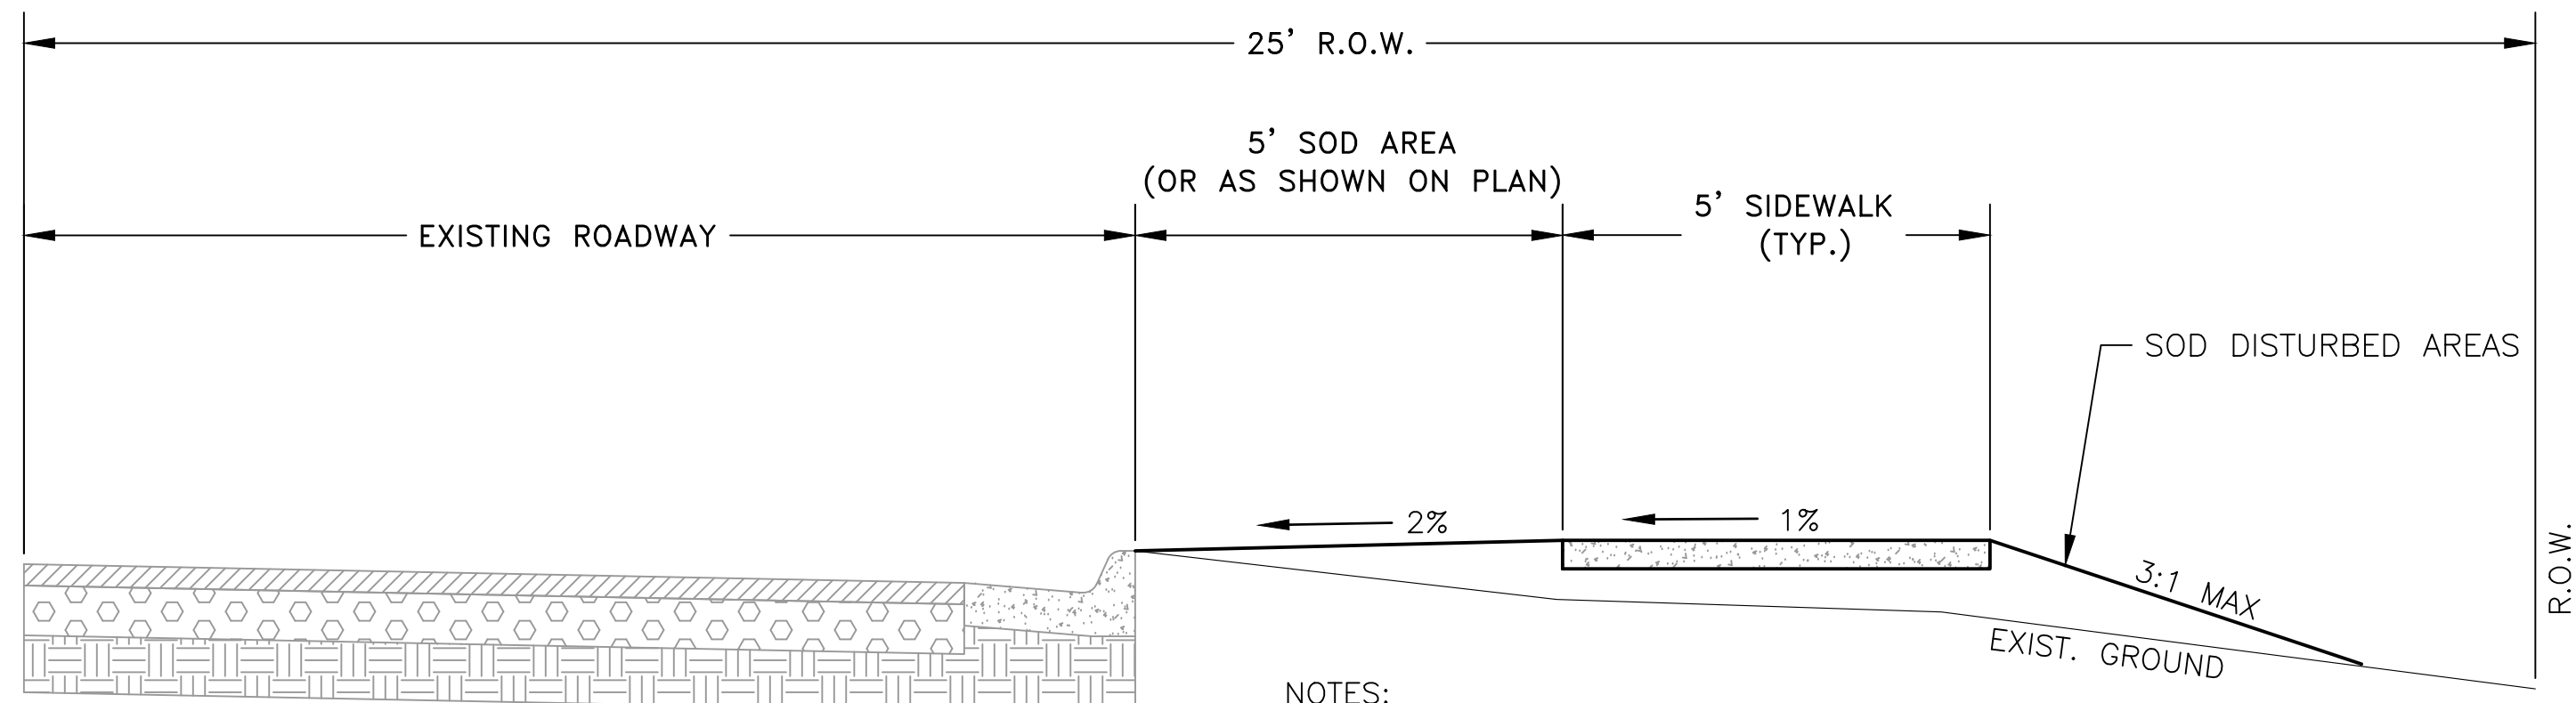 25' R.O.W.
5' SOD AREA
(OR AS SHOWN ON PLAN)
5' SIDEWALK
(TYP.)
EXISTING ROADWAY
SOD DISTURBED AREAS
2%
1%
3:1 MAX
R.O.W.
EXIST. GROUND
NOTES: